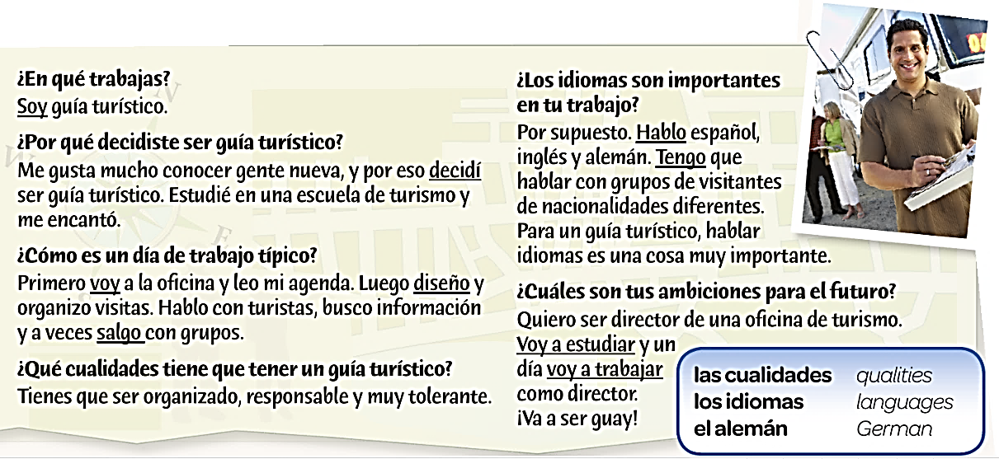 ¿En qué trabajas?
Soy guía turístico.
¿Por qué decidiste ser guía turístico?
Me gusta mucho conocer gente nueva, y por eso decidí
ser guía turístico. Estudié en una escuela de turismo y
me encantó.
¿Cómo es un día de trabajo típico?
Primero voy a la oficina y leo mi agenda. Luego diseño y
organizo visitas. Hablo con turistas, busco información
y a veces salgo con grupos.
¿Qué cualidades tiene que tener un guía turístico?
Tienes que ser organizado, responsable y muy tolerante.
¿Los idiomas son importantes
en tu trabajo?
Por supuesto. Hablo español,
inglés y alemán. Tengo que
hablar con grupos de visitantes
de nacionalidades diferentes.
Para un guía turístico, hablar
idiomas es una cosa muy importante.
¿Cuáles son tus ambiciones para el futuro?
Quiero ser director de una oficina de turismo.
Voy a estudiar y un
día voy a trabajar
como director.
¡Va a ser guay!
las cualidades qualities
los idiomas languages
el alemán German
N
W
E